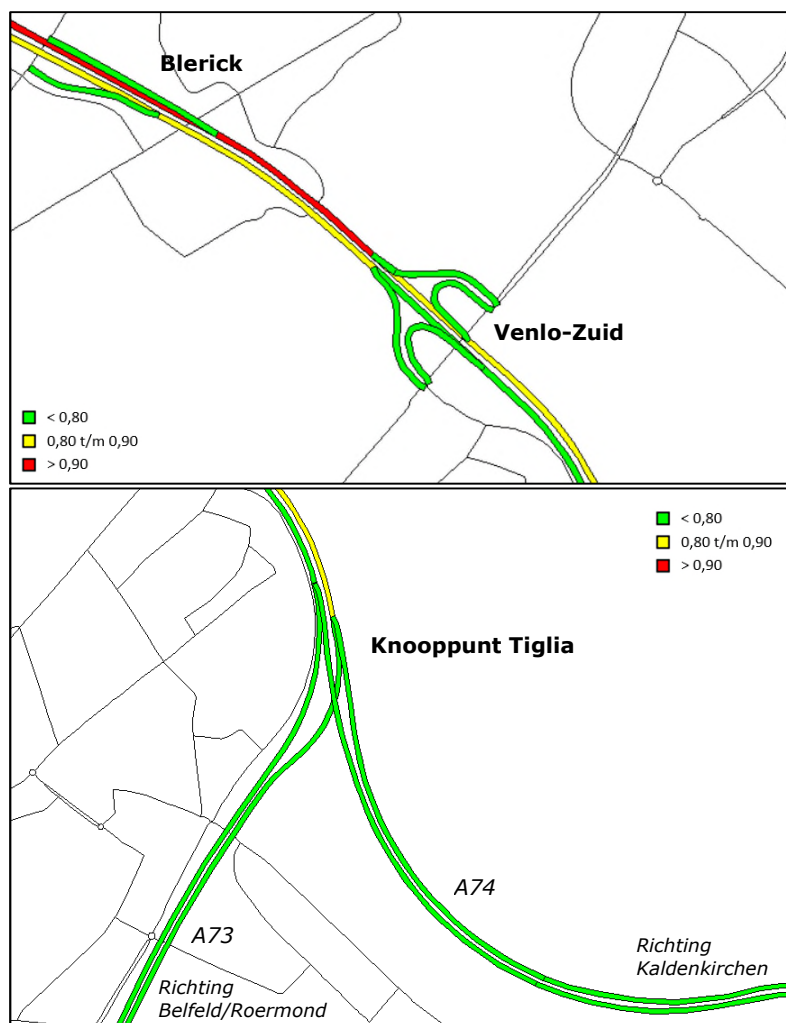 Blerick
Venlo-Zuid
< 0,80
0,80 t/m 0,90
> 0,90
< 0,80
0,80 t/m 0,90
> 0,90
Knooppunt Tiglia
A74
A73
Richting
Kaldenkirchen
Richting
Belfeld/Roermond